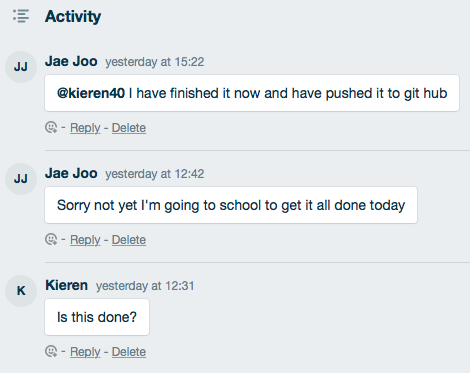 Activity
JJ
Jae Joo yesterday at 15:22
@kieren40 I have finished it now and have pushed it to git hub
- Reply - Delete
JJ
Jae Joo yesterday at 12:42
Sorry not yet I'm going to school to get it all done today
- Reply - Delete
K
Kieren yesterday at 12:31
Is this done?
- Reply - Delete